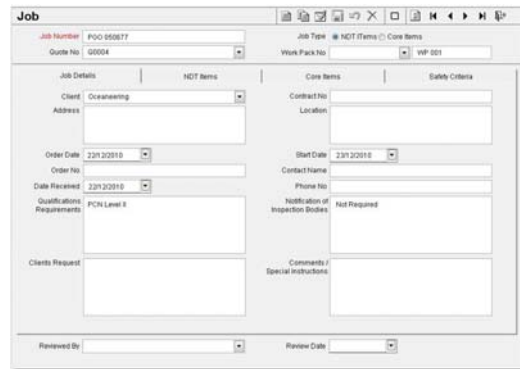 Job
Job Number PGO 050677 Job Type NDT ITems Core Items
Quote No G0004 Work Pack No WP 001
Job Details NDT Items Core Items Safety Criteria
Client Oceaneering Contract No
Address Location
Order Date 22/12/2010 Start Date 23/12/2010
Order No Contact Name
Date Received 22/12/2010 Phone No
Qualifications Requirements PCN Level II Notification of Inspection Bodies Not Required
Clients Request Comments / Special Instructions
Reviewed By Review Date